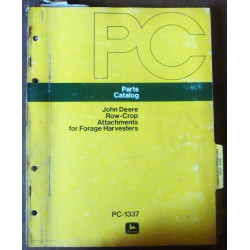 PC
Parts
Catalog
John Deere
Row-Crop
Attachments
for Forage Harvesters
PC-1337